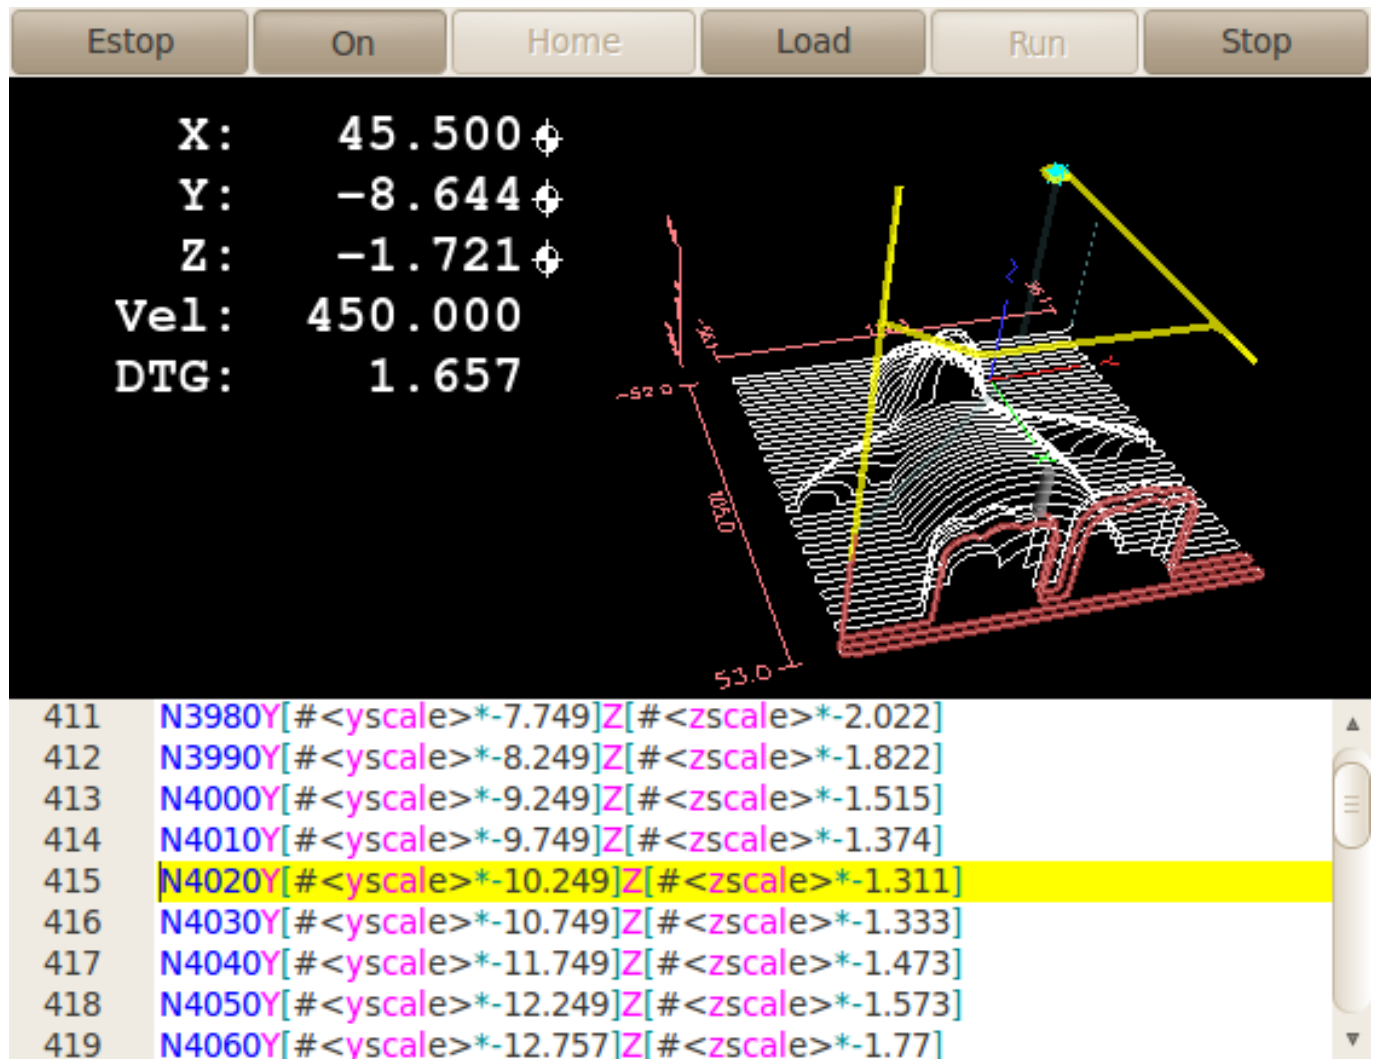 Estop On Home Load Run Stop
X: 45.500
Y: -8.644
Z: -1.721
Vel: 450.000
DTG: 1.657
-52.0
105.0
53.0
411 N3980Y[#<yscale>*-7.749]Z[#<zscale>*-2.022]
412 N3990Y[#<yscale>*-8.249]Z[#<zscale>*-1.822]
413 N4000Y[#<yscale>*-9.249]Z[#<zscale>*-1.515]
414 N4010Y[#<yscale>*-9.749]Z[#<zscale>*-1.374]
415 N4020Y[#<yscale>*-10.249]Z[#<zscale>*-1.311]
416 N4030Y[#<yscale>*-10.749]Z[#<zscale>*-1.333]
417 N4040Y[#<yscale>*-11.749]Z[#<zscale>*-1.473]
418 N4050Y[#<yscale>*-12.249]Z[#<zscale>*-1.573]
419 N4060Y[#<yscale>*-12.757]Z[#<zscale>*-1.77]